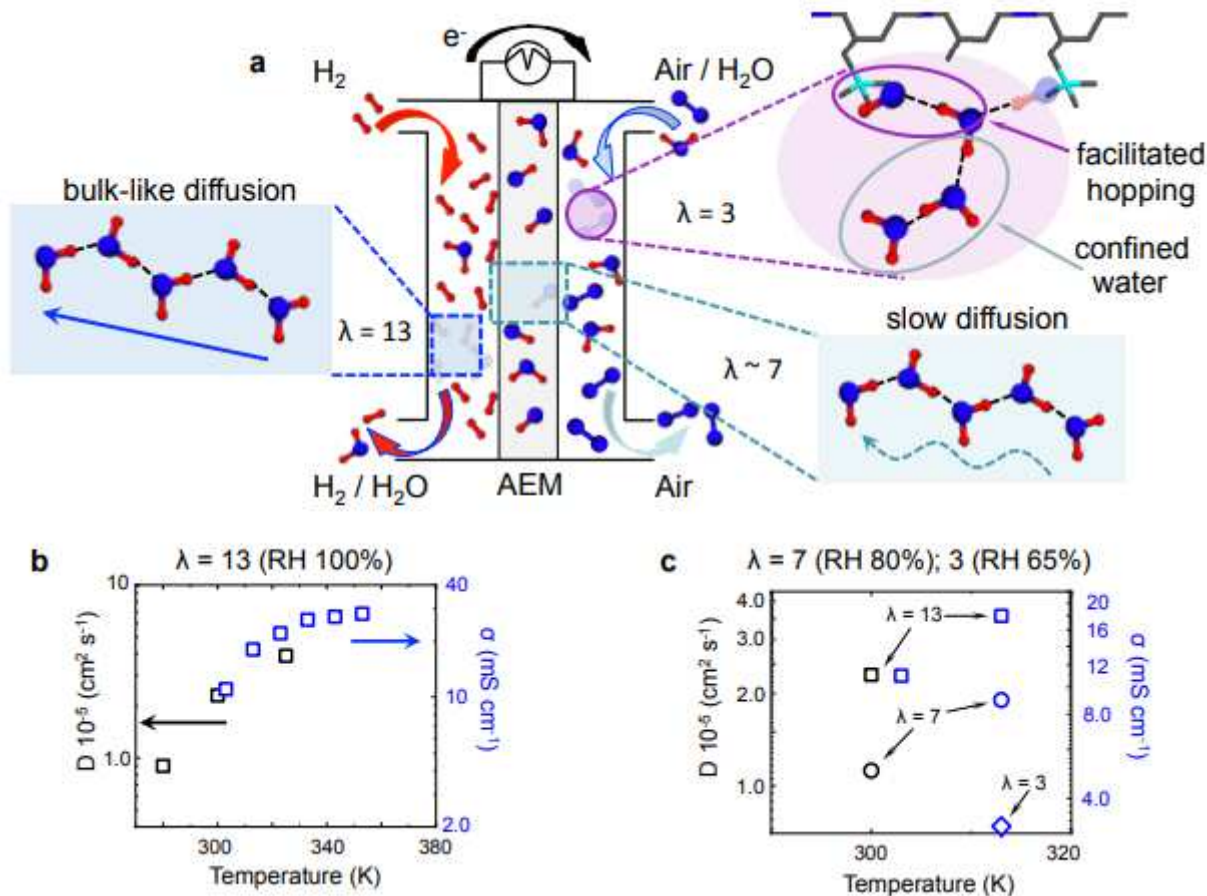 a
e-
H₂
Air / H₂O
bulk-like diffusion
λ = 13
λ = 3
facilitated
hopping
confined
water
slow diffusion
λ ~ 7
H₂ / H₂O
AEM
Air
b
λ = 13 (RH 100%)
10
1.0
D 10⁻⁵ (cm² s⁻¹)
40
10
2.0
σ (mS cm⁻¹)
300
340
380
Temperature (K)
c
λ = 7 (RH 80%); 3 (RH 65%)
4.0
3.0
2.0
1.0
D 10⁻⁵ (cm² s⁻¹)
λ = 13
λ = 7
λ = 3
20
16
12
8.0
4.0
σ (mS cm⁻¹)
300
320
Temperature (K)